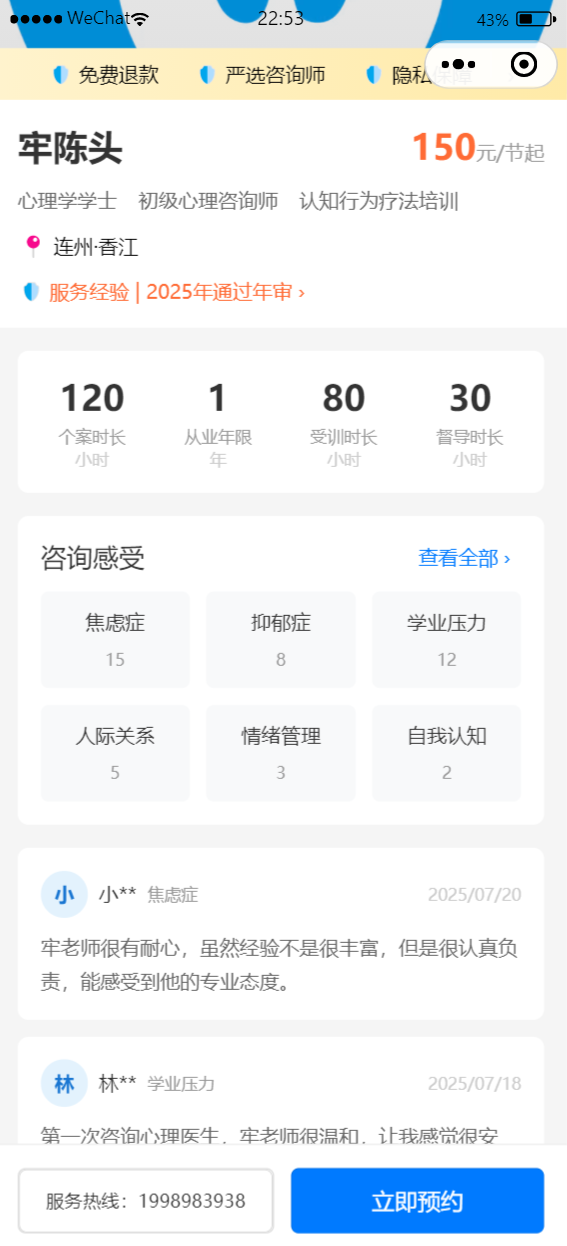 ●●●●● WeChat 22:53 43%
免费退款 严选咨询师 隐私保障
牢陈头 150元/节起
心理学学士 初级心理咨询师 认知行为疗法培训
连州·香江
服务经验 | 2025年通过年审 ›
120 1 80 30
个案时长 从业年限 受训时长 督导时长
小时 年 小时 小时
咨询感受 查看全部 ›
焦虑症 抑郁症 学业压力
15 8 12
人际关系 情绪管理 自我认知
5 3 2
小 小** 焦虑症 2025/07/20
牢老师很有耐心，虽然经验不是很丰富，但是很认真负
责，能感受到他的专业态度。
林 林** 学业压力 2025/07/18
第一次咨询心理医生，牢老师很温和，让我感觉很安
服务热线：1998983938 立即预约